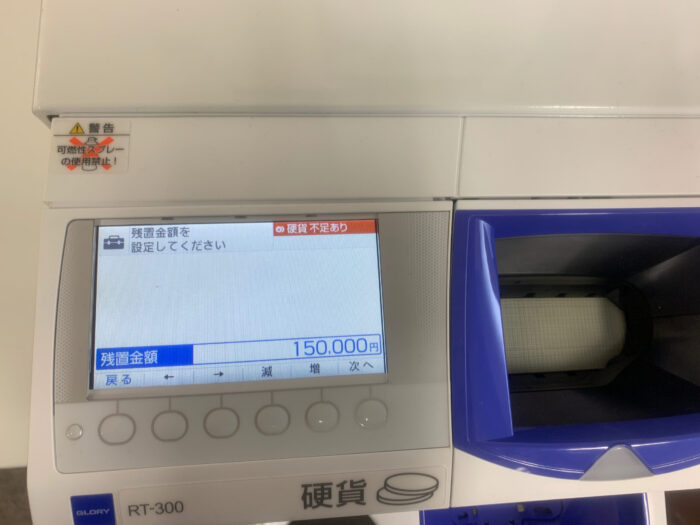 警告
可燃性スプレー
の使用禁止！
残置金額を
設定してください
硬貨 不足あり
残置金額 150,000円
戻る ← → 減 増 次へ
GLORY RT-300 硬貨